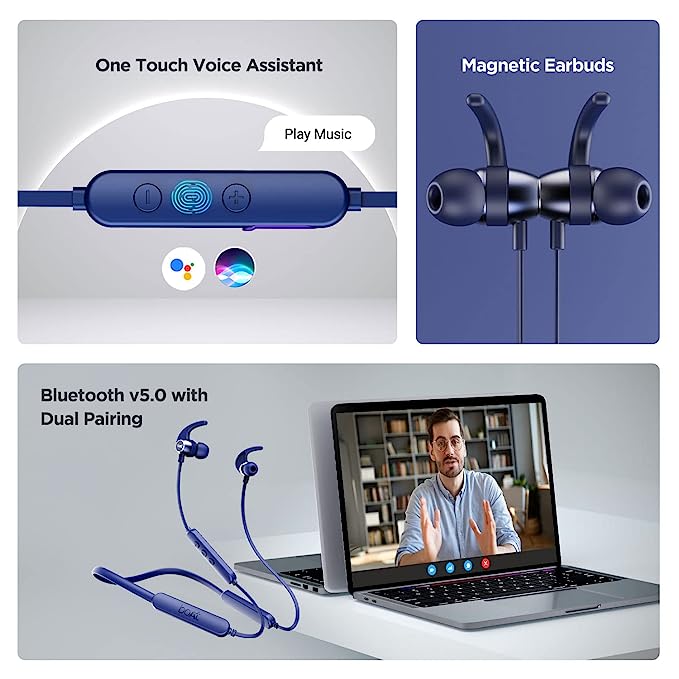 One Touch Voice Assistant
Play Music
Magnetic Earbuds
Bluetooth v5.0 with
Dual Pairing